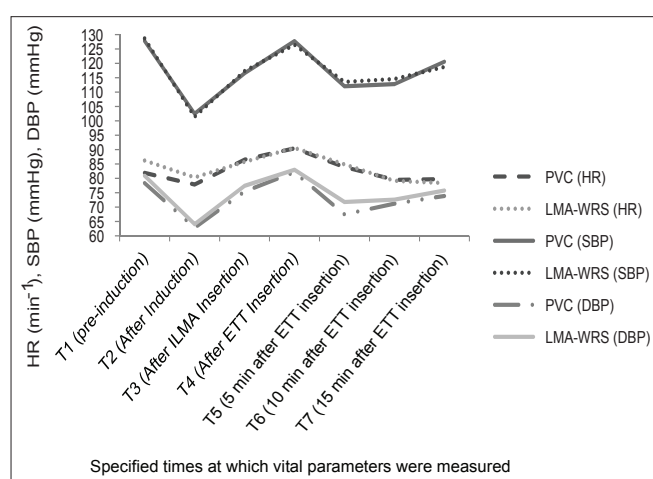 HR (min⁻¹), SBP (mmHg), DBP (mmHg)
130
125
120
115
110
105
100
95
90
85
80
75
70
65
60
T1 (pre-induction)
T2 (After Induction)
T3 (After ILMA Insertion)
T4 (After ETT Insertion)
T5 (5 min after ETT insertion)
T6 (10 min after ETT insertion)
T7 (15 min after ETT insertion)
PVC (HR)
LMA-WRS (HR)
PVC (SBP)
LMA-WRS (SBP)
PVC (DBP)
LMA-WRS (DBP)
Specified times at which vital parameters were measured